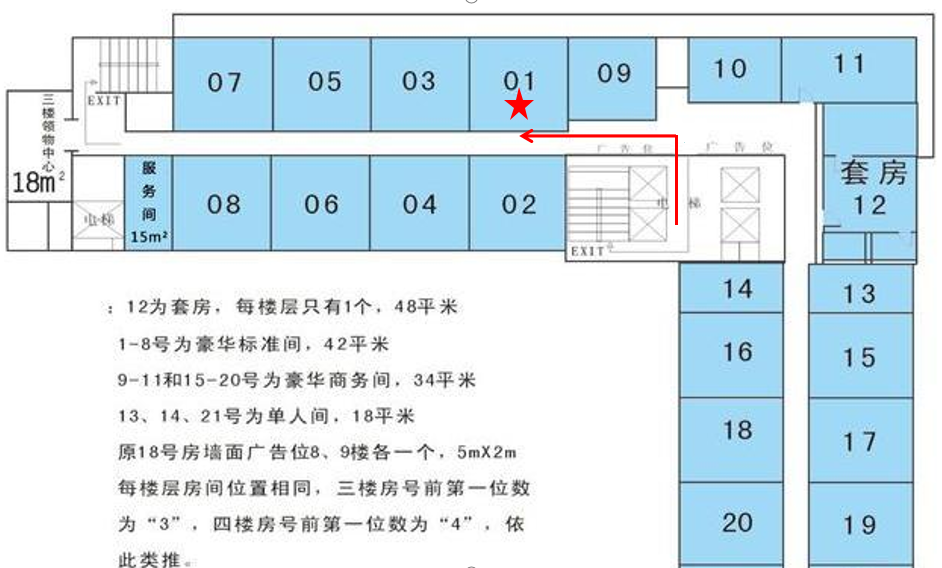 07
05
03
01
09
10
11
EXIT
三楼领物中心
18m²
服务间
15m²
电梯
08
06
04
02
广告位
广告位
电梯
EXIT
套房
12
14
13
16
15
18
17
20
19
：12为套房，每楼层只有1个，48平米
1-8号为豪华标准间，42平米
9-11和15-20号为豪华商务间，34平米
13、14、21号为单人间，18平米
原18号房墙面广告位8、9楼各一个，5mX2m
每楼层房间位置相同，三楼房号前第一位数
为“3”，四楼房号前第一位数为“4”，依
此类推。